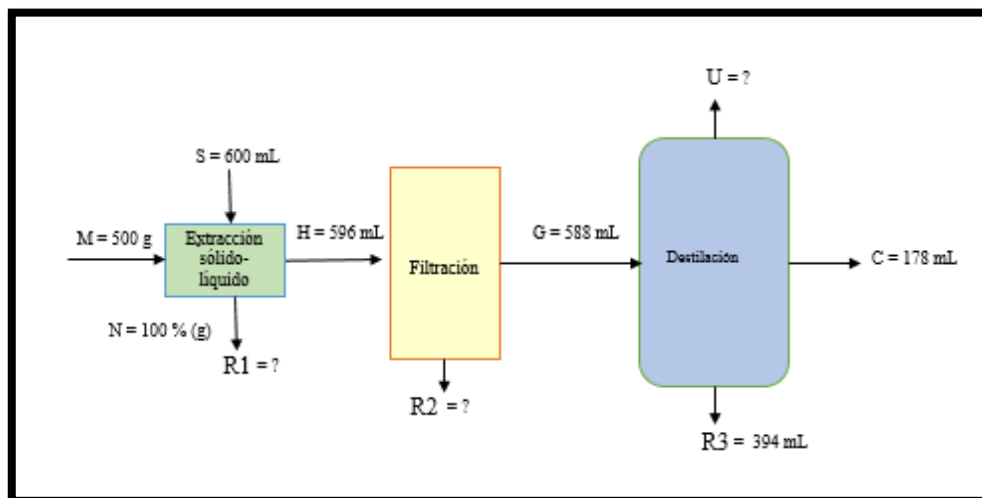 U = ?
S = 600 mL
M = 500 g
Extracción
sólido-
líquido
H = 596 mL
Filtración
G = 588 mL
Destilación
C = 178 mL
N = 100 % (g)
R1 = ?
R2 = ?
R3 = 394 mL